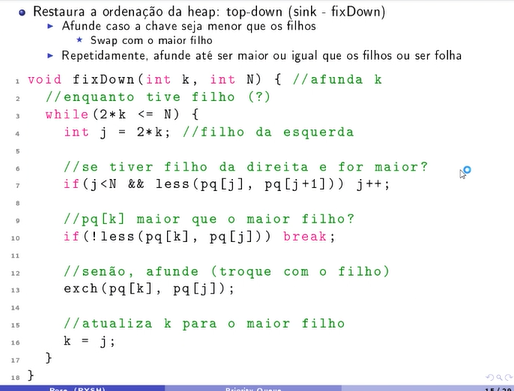 Restaura a ordenação da heap: top-down (sink - fixDown)
Afunde caso a chave seja menor que os filhos
Swap com o maior filho
Repetidamente, afunde até ser maior ou igual que os filhos ou ser folha
1 void fixDown(int k, int N) { //afunda k
2 //enquanto tive filho (?)
3 while(2*k <= N) {
4 int j = 2*k; //filho da esquerda
5
6 //se tiver filho da direita e for maior?
7 if(j<N && less(pq[j], pq[j+1])) j++;
8
9 //pq[k] maior que o maior filho?
10 if(!less(pq[k], pq[j])) break;
11
12 //senão, afunde (troque com o filho)
13 exch(pq[k], pq[j]);
14
15 //atualiza k para o maior filho
16 k = j;
17 }
18 }